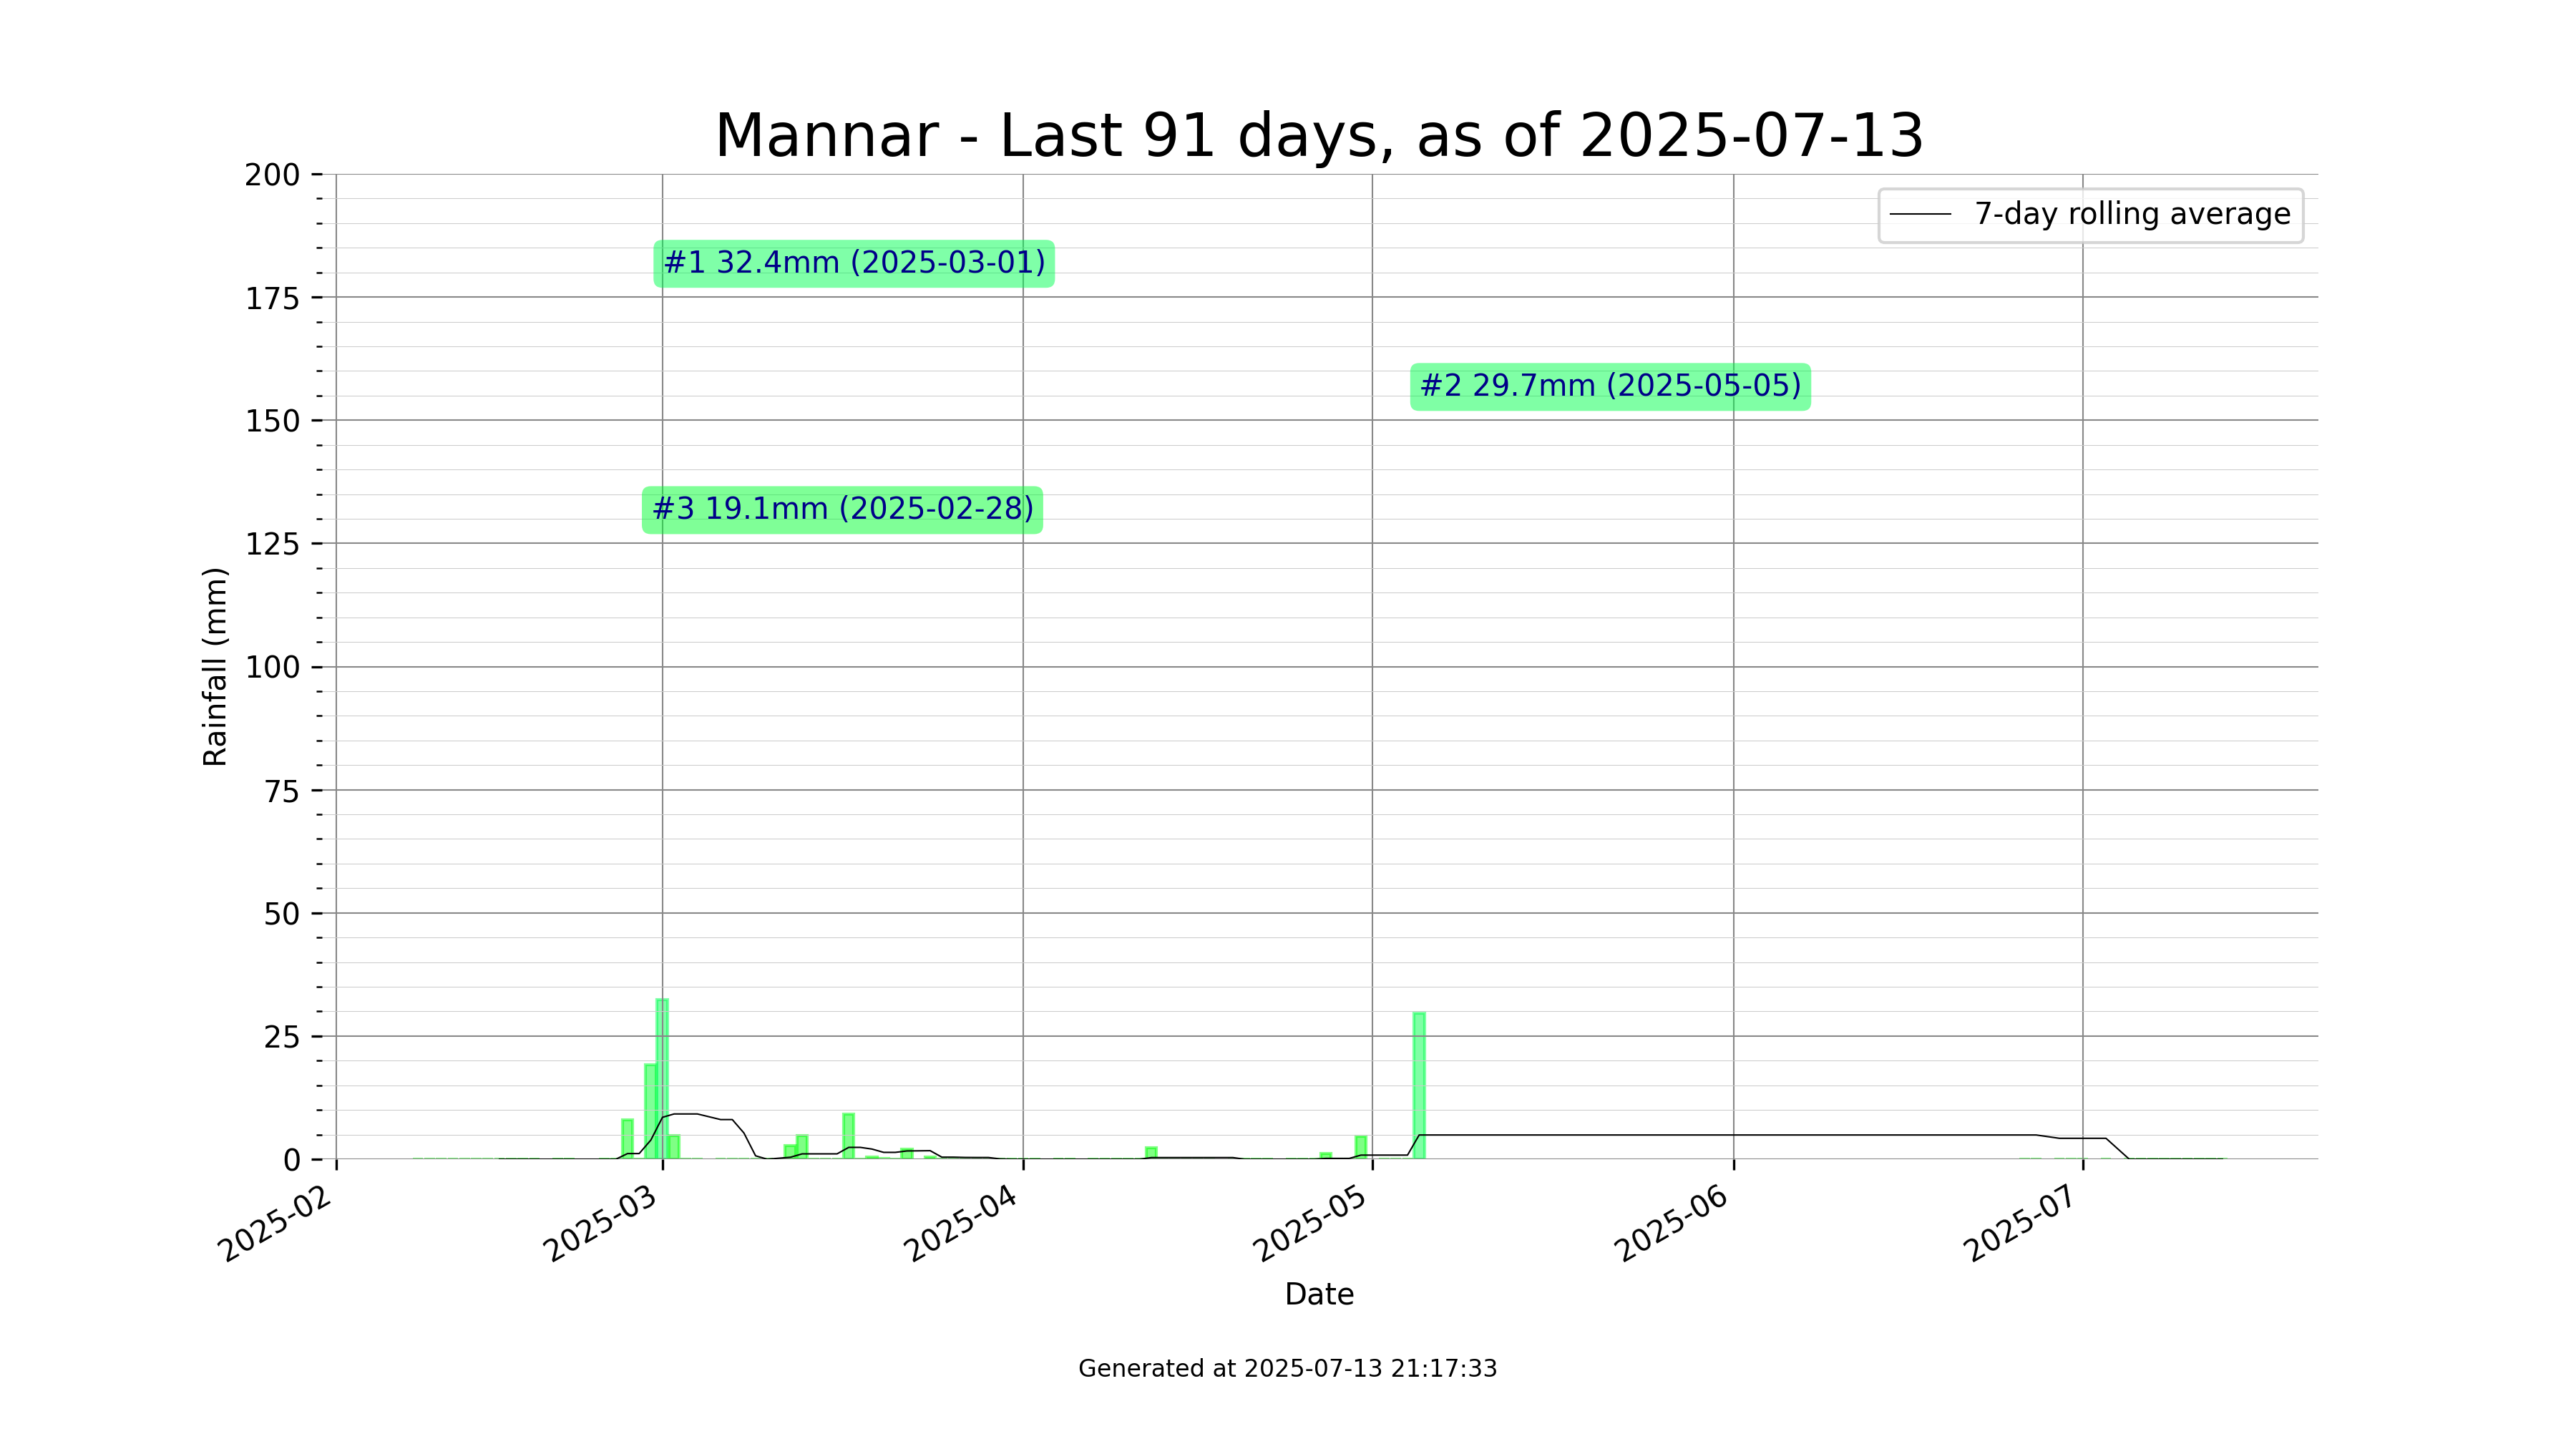 Mannar - Last 91 days, as of 2025-07-13
7-day rolling average
#1 32.4mm (2025-03-01)
#2 29.7mm (2025-05-05)
#3 19.1mm (2025-02-28)
Rainfall (mm)
200
175
150
125
100
75
50
25
0
2025-02
2025-03
2025-04
2025-05
2025-06
2025-07
Date
Generated at 2025-07-13 21:17:33